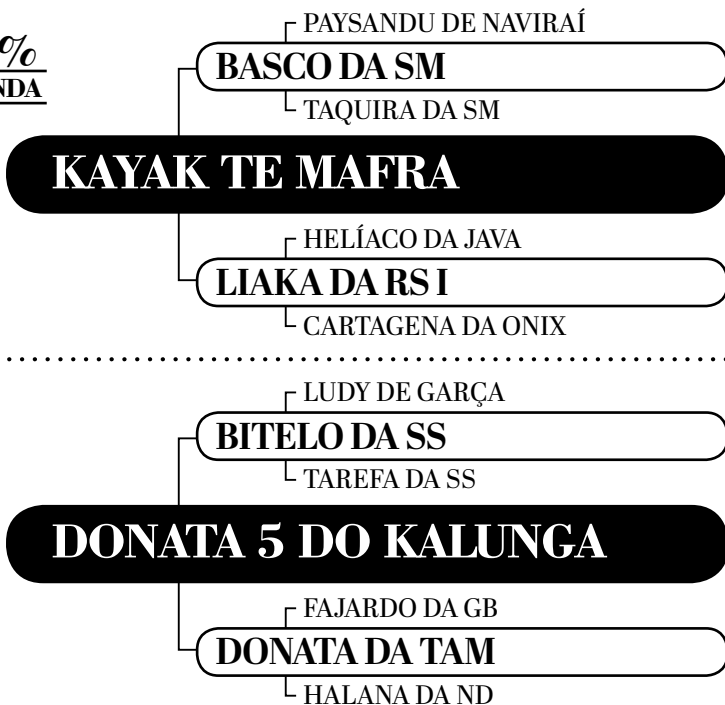 %
PAYSANDU DE NAVIRAÍ
BASCO DA SM
TAQUIRA DA SM
KAYAK TE MAFRA
HELÍACO DA JAVA
LIAKA DA RS I
CARTAGENA DA ONIX
LUDY DE GARÇA
BITELO DA SS
TAREFA DA SS
DONATA 5 DO KALUNGA
FAJARDO DA GB
DONATA DA TAM
HALANA DA ND